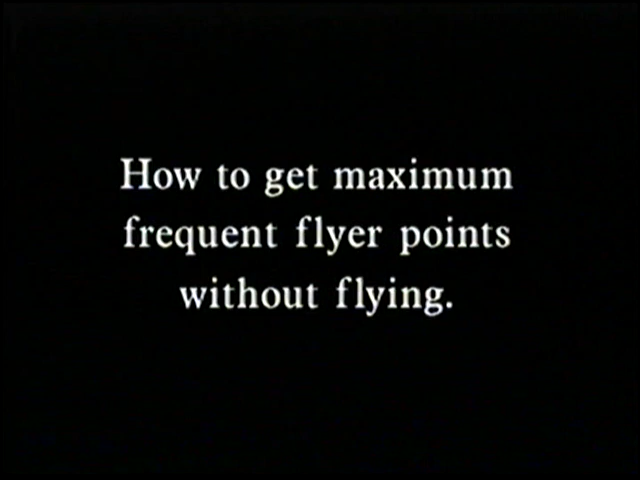 How to get maximum
frequent flyer points
without flying.